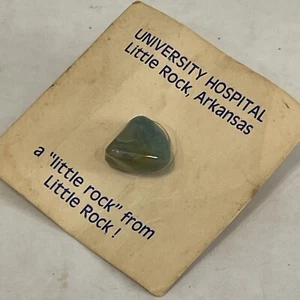 UNIVERSITY HOSPITAL
Little Rock, Arkansas
a "little rock" from
Little Rock !